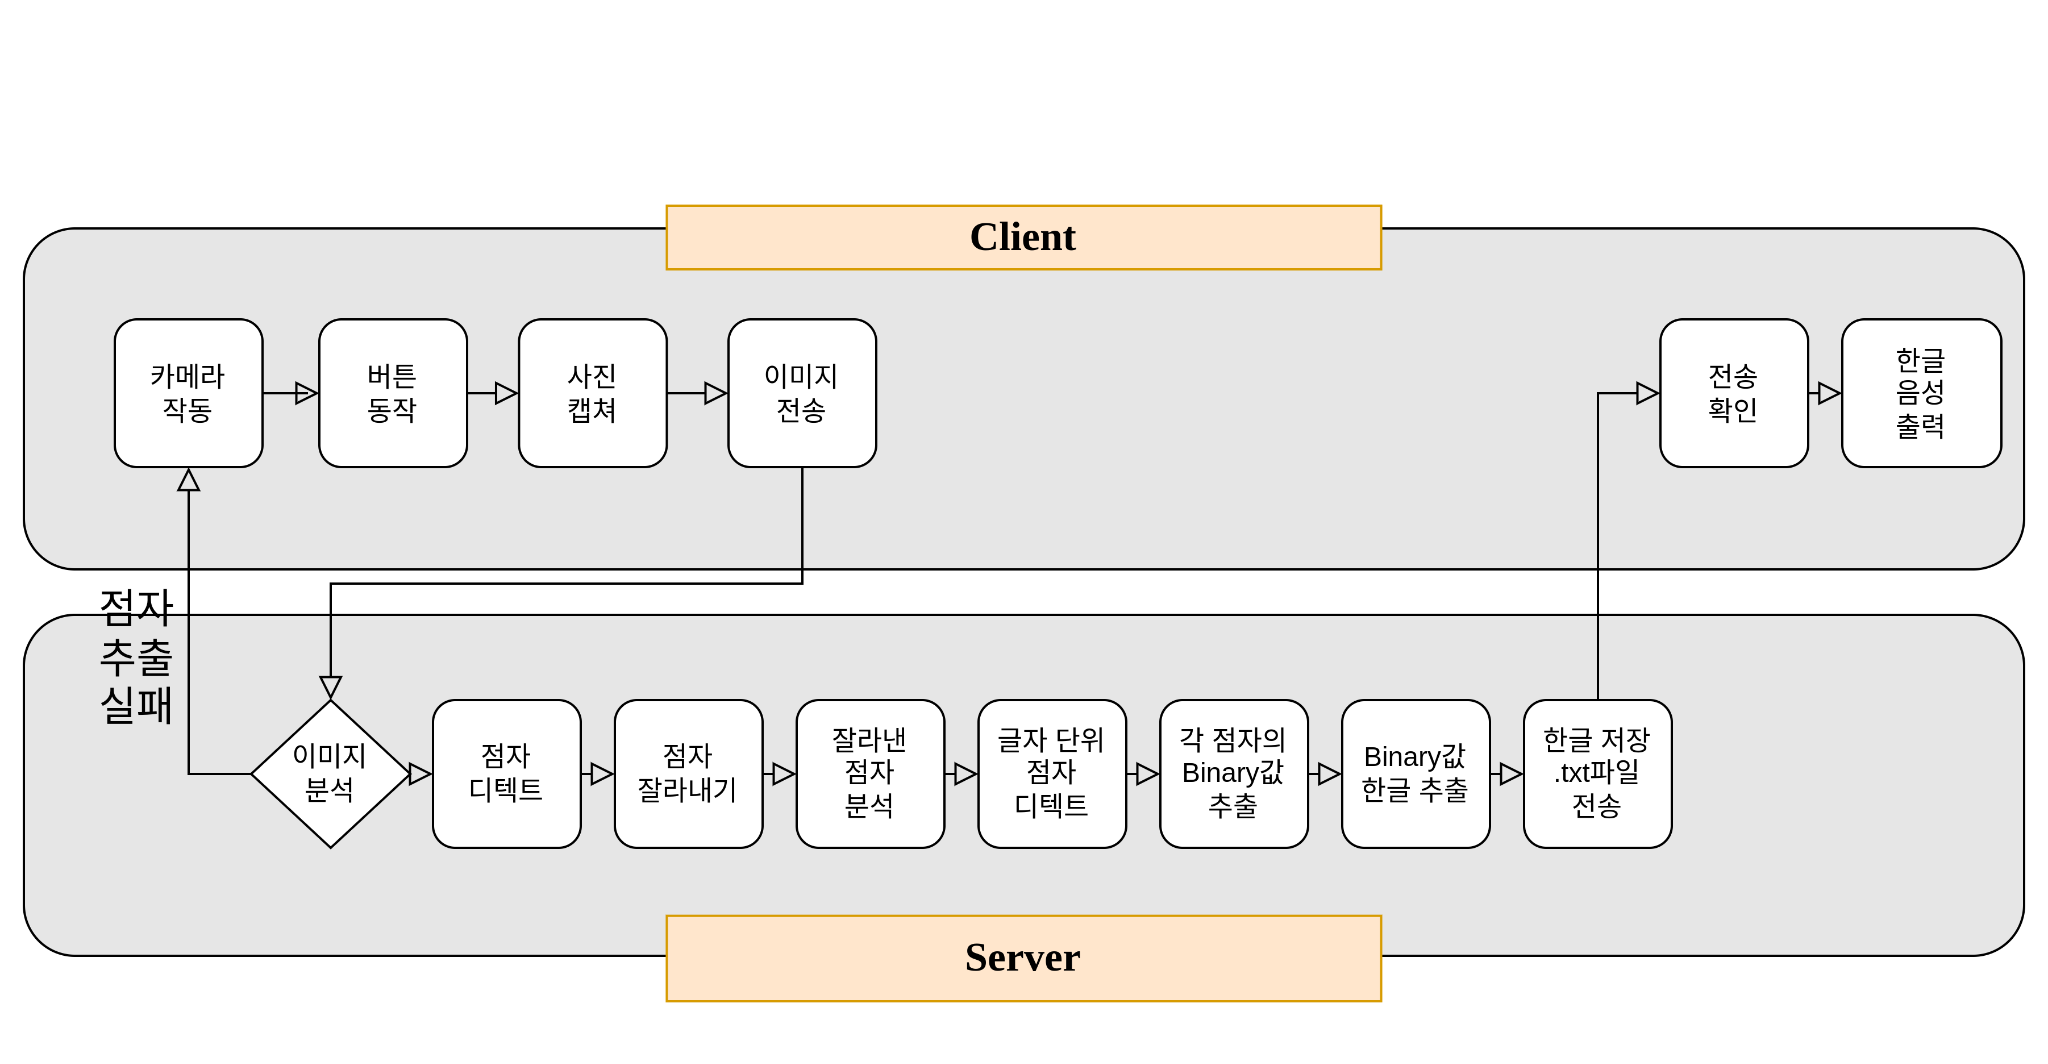 Client
카메라
작동
버튼
동작
사진
캡쳐
이미지
전송
전송
확인
한글
음성
출력
점자
추출
실패
이미지
분석
점자
디텍트
점자
잘라내기
잘라낸
점자
분석
글자 단위
점자
디텍트
각 점자의
Binary값
추출
Binary값
한글 추출
한글 저장
.txt파일
전송
Server